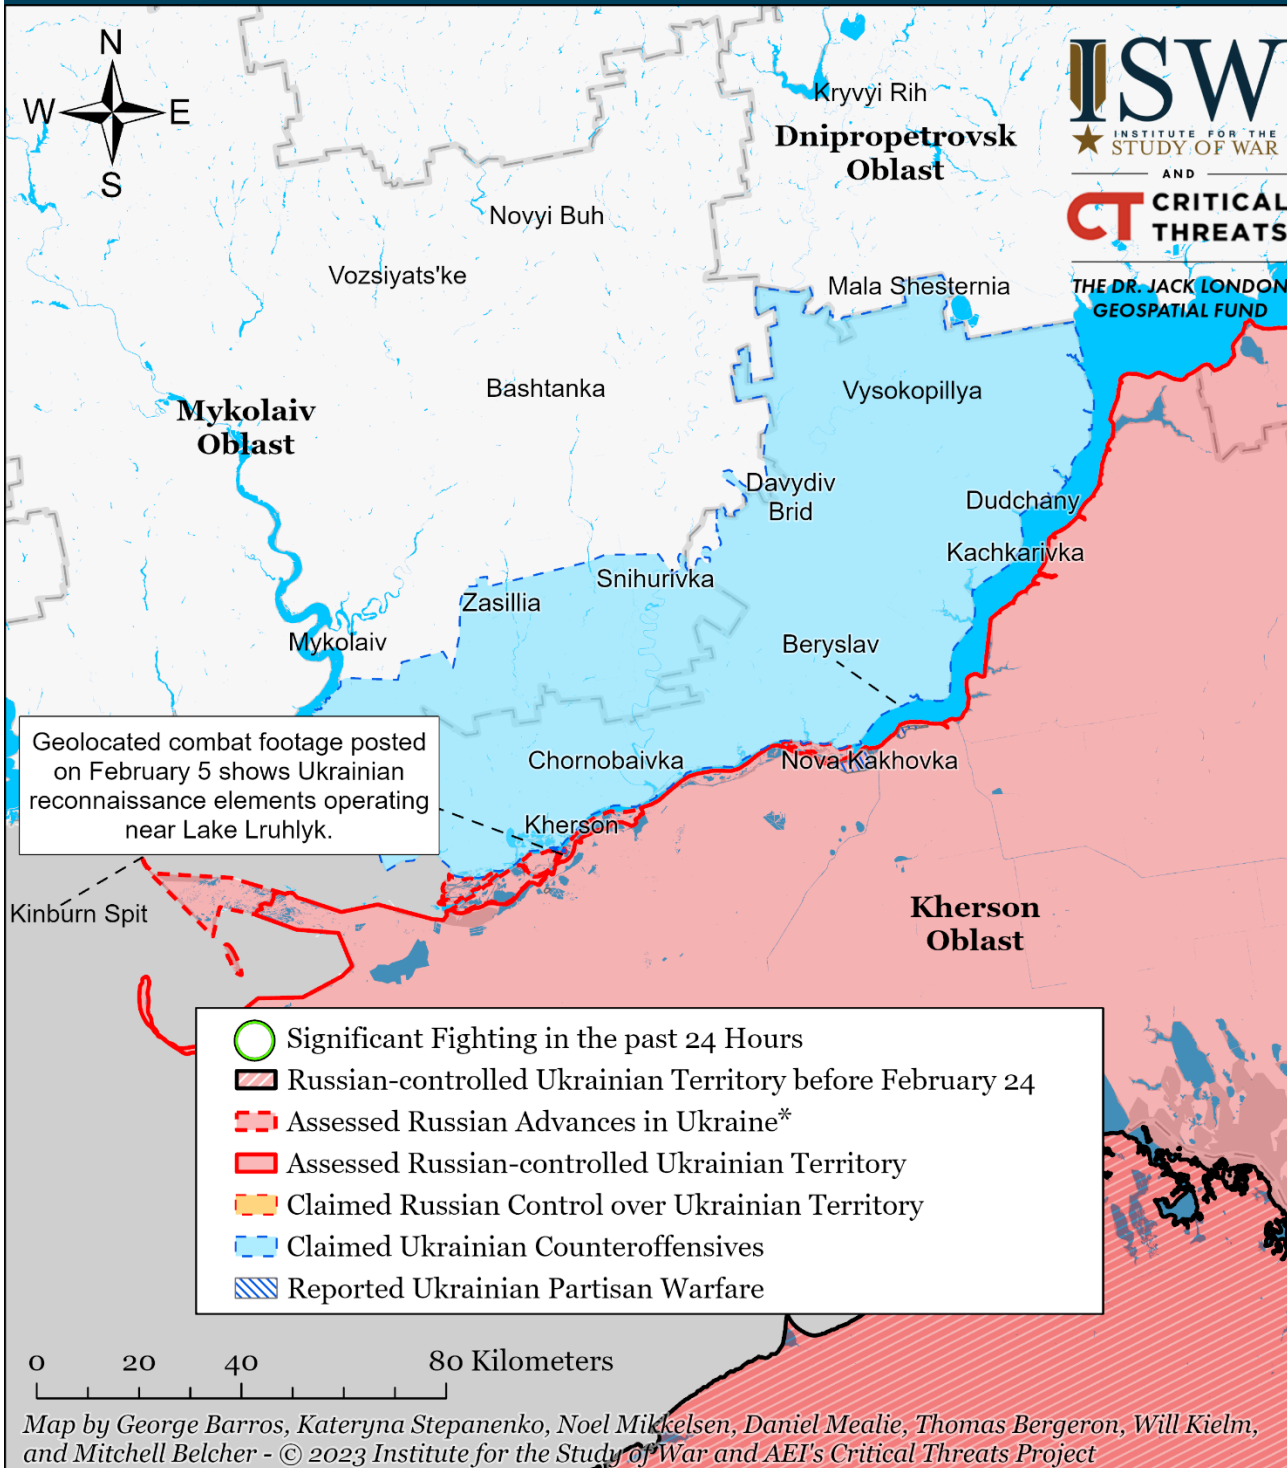 N
W
E
S
ISW
INSTITUTE FOR THE
STUDY OF WAR
AND
CT CRITICAL
THREATS
THE DR. JACK LONDON
GEOSPATIAL FUND
Kryvyi Rih
Dnipropetrovsk
Oblast
Novyi Buh
Vozsiyats'ke
Mala Shesternia
Bashtanka
Vysokopillya
Mykolaiv
Oblast
Davydiv
Brid
Dudchany
Kachkarivka
Snihurivka
Zasillia
Mykolaiv
Beryslav
Geolocated combat footage posted
on February 5 shows Ukrainian
reconnaissance elements operating
near Lake Lruhlyk.
Chornobaivka
Nova Kakhovka
Kherson
Kinburn Spit
Kherson
Oblast
Significant Fighting in the past 24 Hours
Russian-controlled Ukrainian Territory before February 24
Assessed Russian Advances in Ukraine*
Assessed Russian-controlled Ukrainian Territory
Claimed Russian Control over Ukrainian Territory
Claimed Ukrainian Counteroffensives
Reported Ukrainian Partisan Warfare
0 20 40 80 Kilometers
Map by George Barros, Kateryna Stepanenko, Noel Mikkelsen, Daniel Mealie, Thomas Bergeron, Will Kielm,
and Mitchell Belcher - © 2023 Institute for the Study of War and AEI's Critical Threats Project